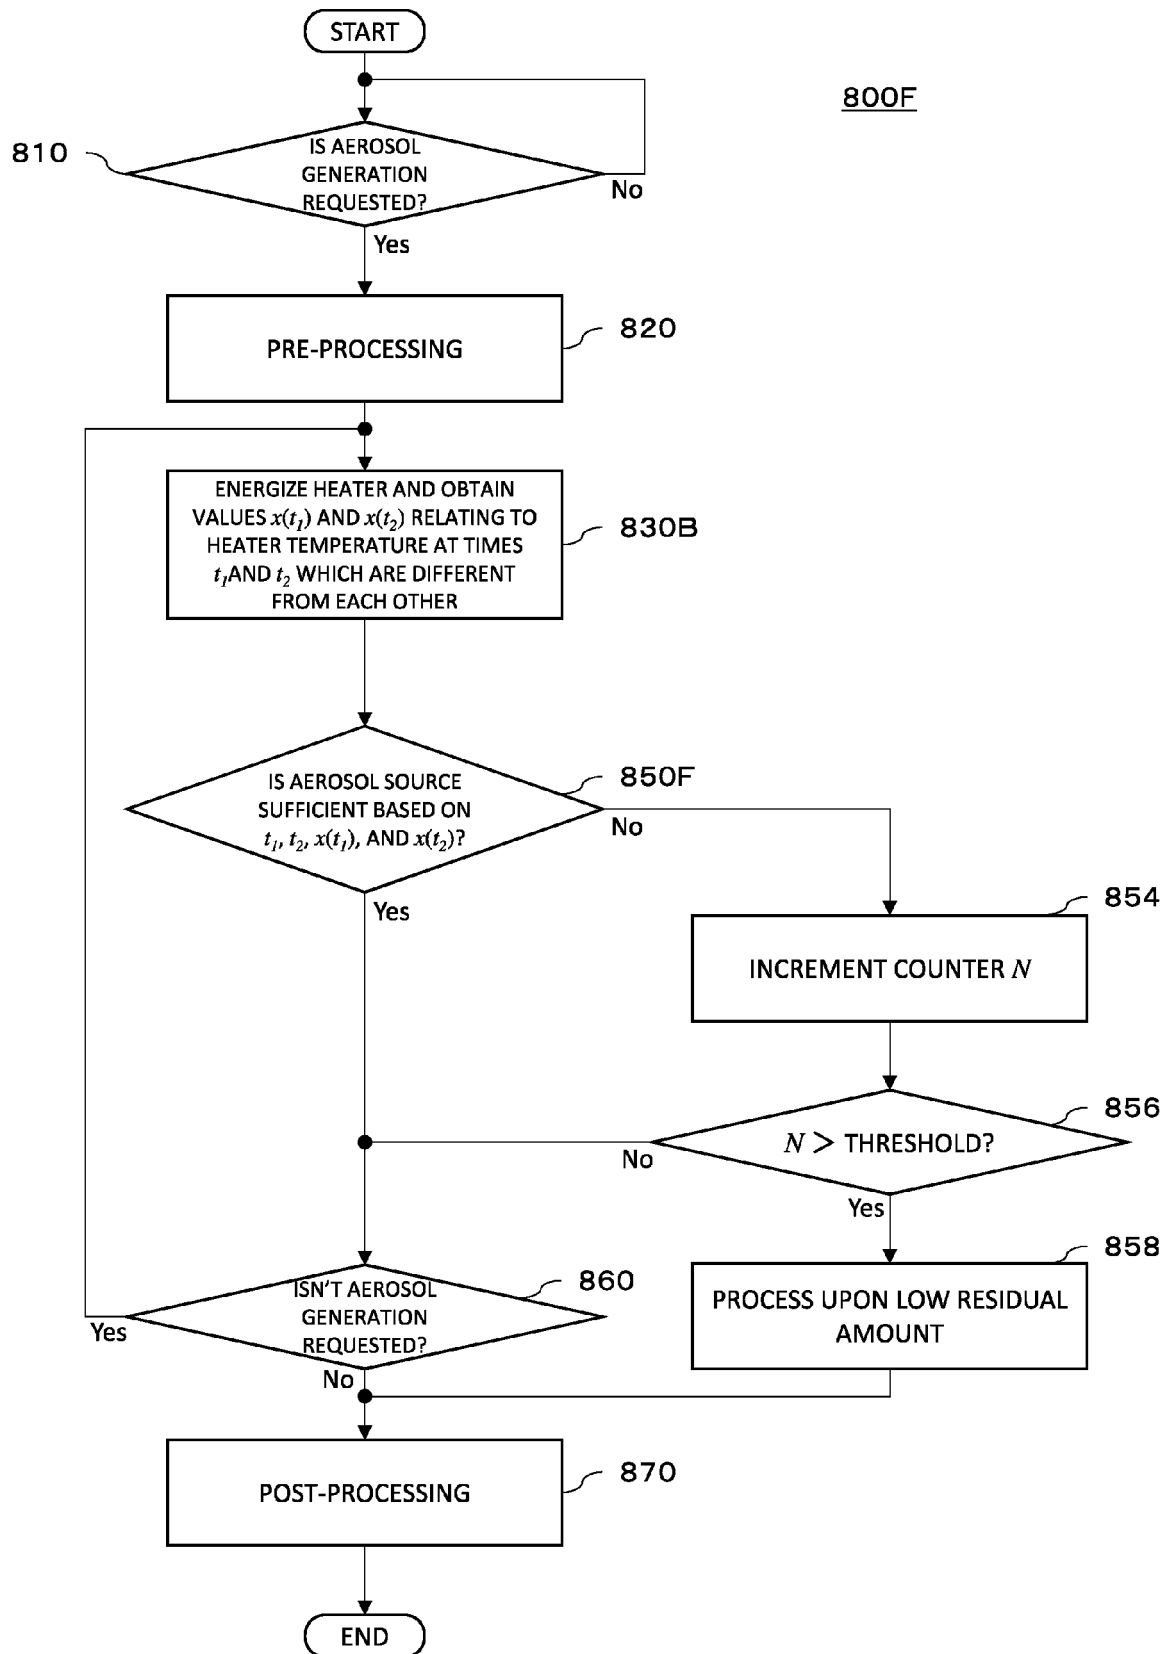 START
800F
810
IS AEROSOL
GENERATION
REQUESTED?
No
Yes
820
PRE-PROCESSING
ENERGIZE HEATER AND OBTAIN
VALUES x(t₁) AND x(t₂) RELATING TO
HEATER TEMPERATURE AT TIMES
t₁AND t₂ WHICH ARE DIFFERENT
FROM EACH OTHER
830B
IS AEROSOL SOURCE
SUFFICIENT BASED ON
t₁, t₂, x(t₁), AND x(t₂)?
850F
No
Yes
854
INCREMENT COUNTER N
856
N > THRESHOLD?
No
Yes
858
PROCESS UPON LOW RESIDUAL
AMOUNT
ISN'T AEROSOL
GENERATION
REQUESTED?
860
Yes
No
870
POST-PROCESSING
END